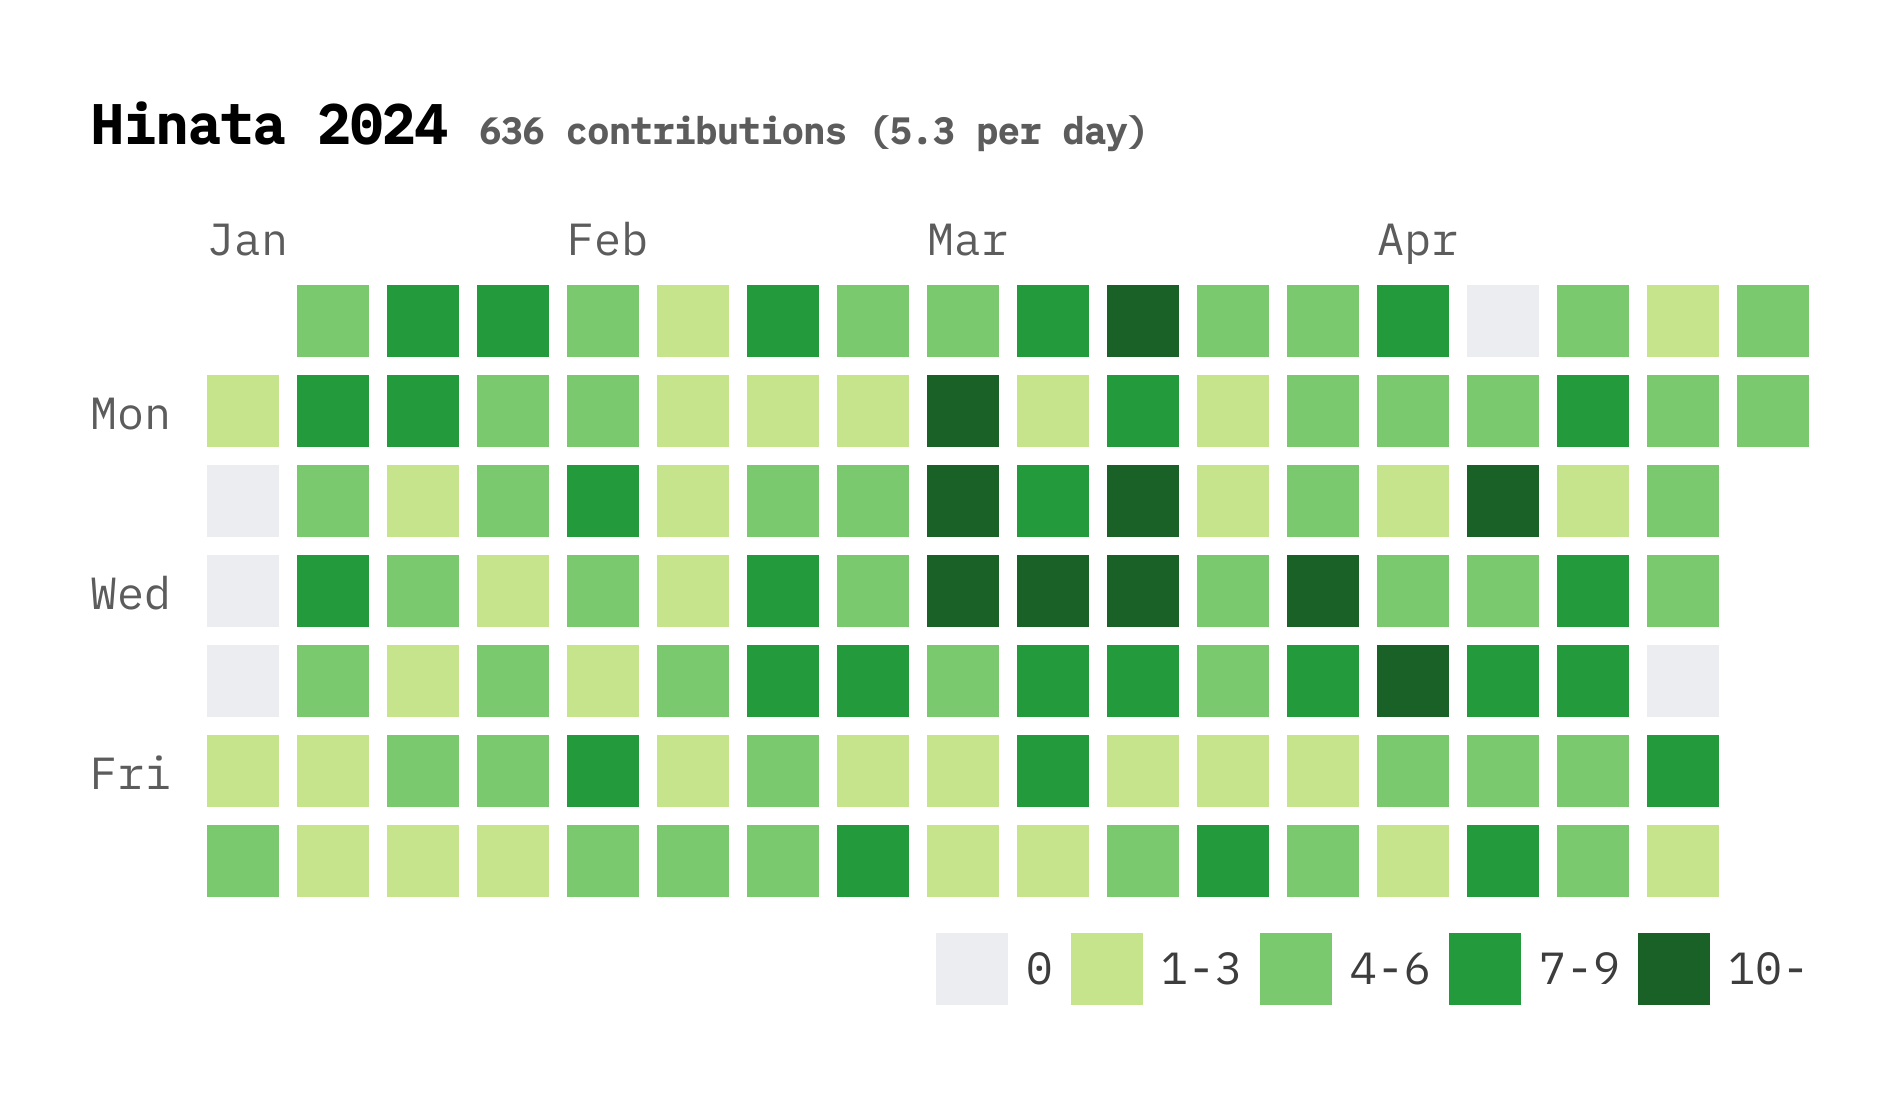 Hinata 2024 636 contributions (5.3 per day)
Jan Feb Mar Apr
Mon
Wed
Fri
0 1-3 4-6 7-9 10-